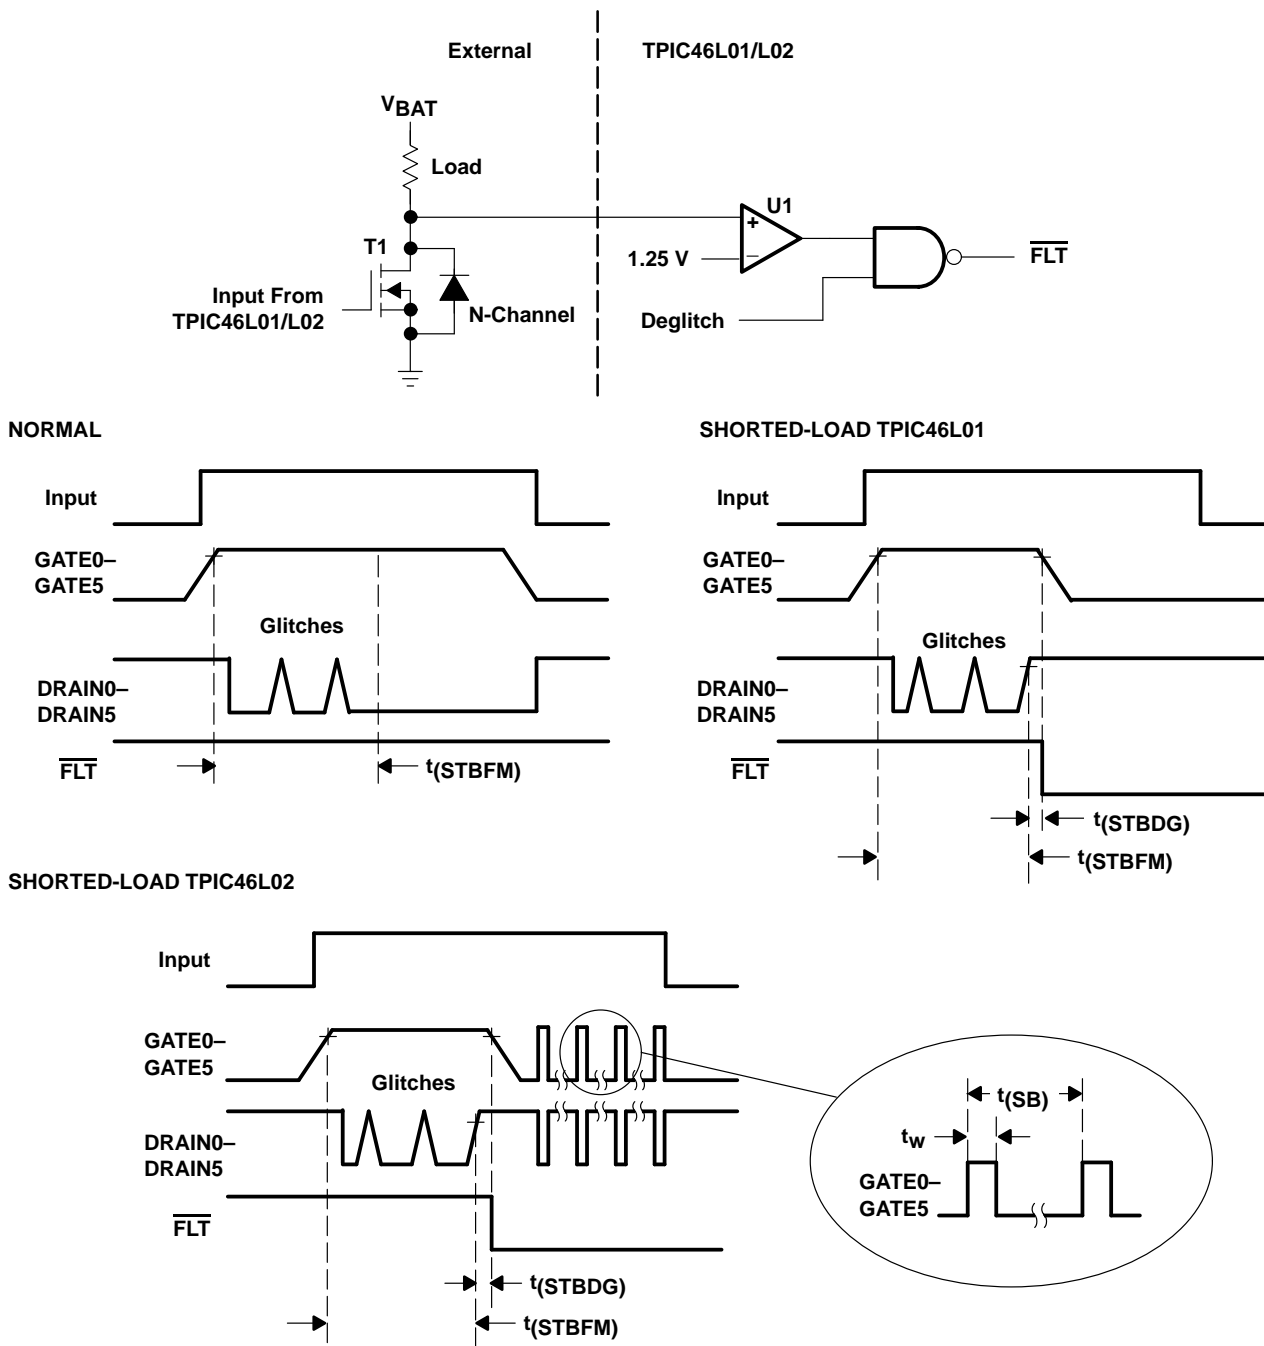 External
TPIC46L01/L02
VBAT
Load
T1
Input From
TPIC46L01/L02
N-Channel
U1
+
–
1.25 V
Deglitch
FLT
NORMAL
Input
GATE0–
GATE5
Glitches
DRAIN0–
DRAIN5
FLT
t(STBFM)
SHORTED-LOAD TPIC46L01
Input
GATE0–
GATE5
Glitches
DRAIN0–
DRAIN5
FLT
t(STBDG)
t(STBFM)
SHORTED-LOAD TPIC46L02
Input
GATE0–
GATE5
Glitches
DRAIN0–
DRAIN5
FLT
t(STBDG)
t(STBFM)
t(SB)
tw
GATE0–
GATE5